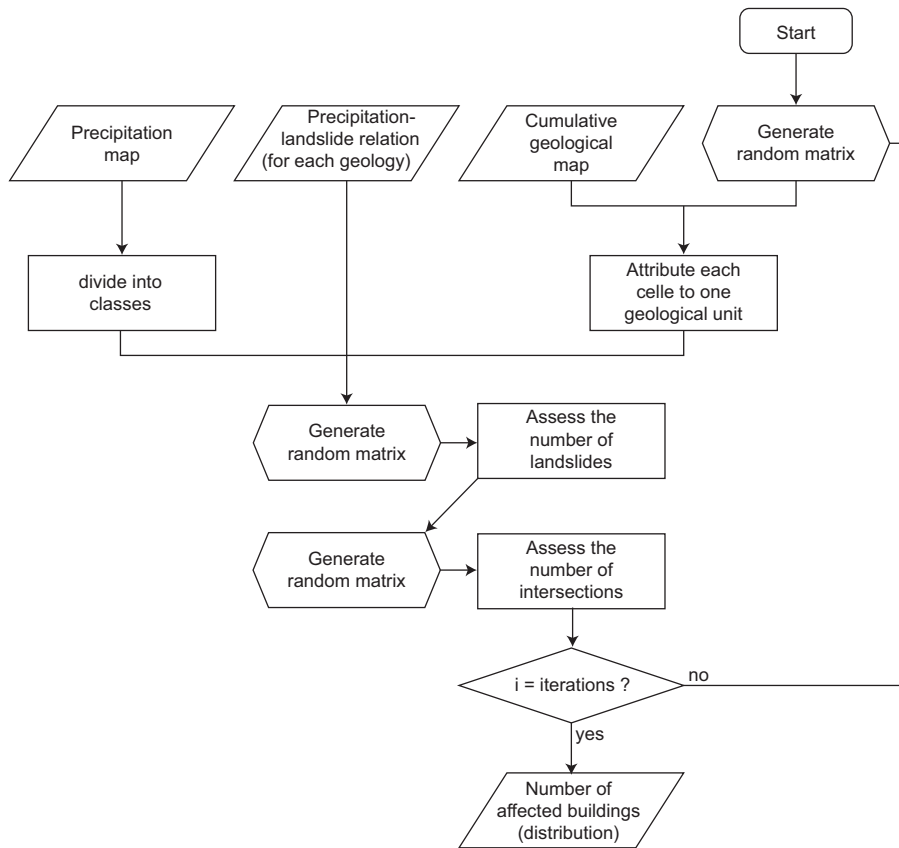 Start
Precipitation
map
Precipitation-
landslide relation
(for each geology)
Cumulative
geological
map
Generate
random matrix
divide into
classes
Attribute each
celle to one
geological unit
Generate
random matrix
Assess the
number of
landslides
Generate
random matrix
Assess the
number of
intersections
i = iterations ?
no
yes
Number of
affected buildings
(distribution)